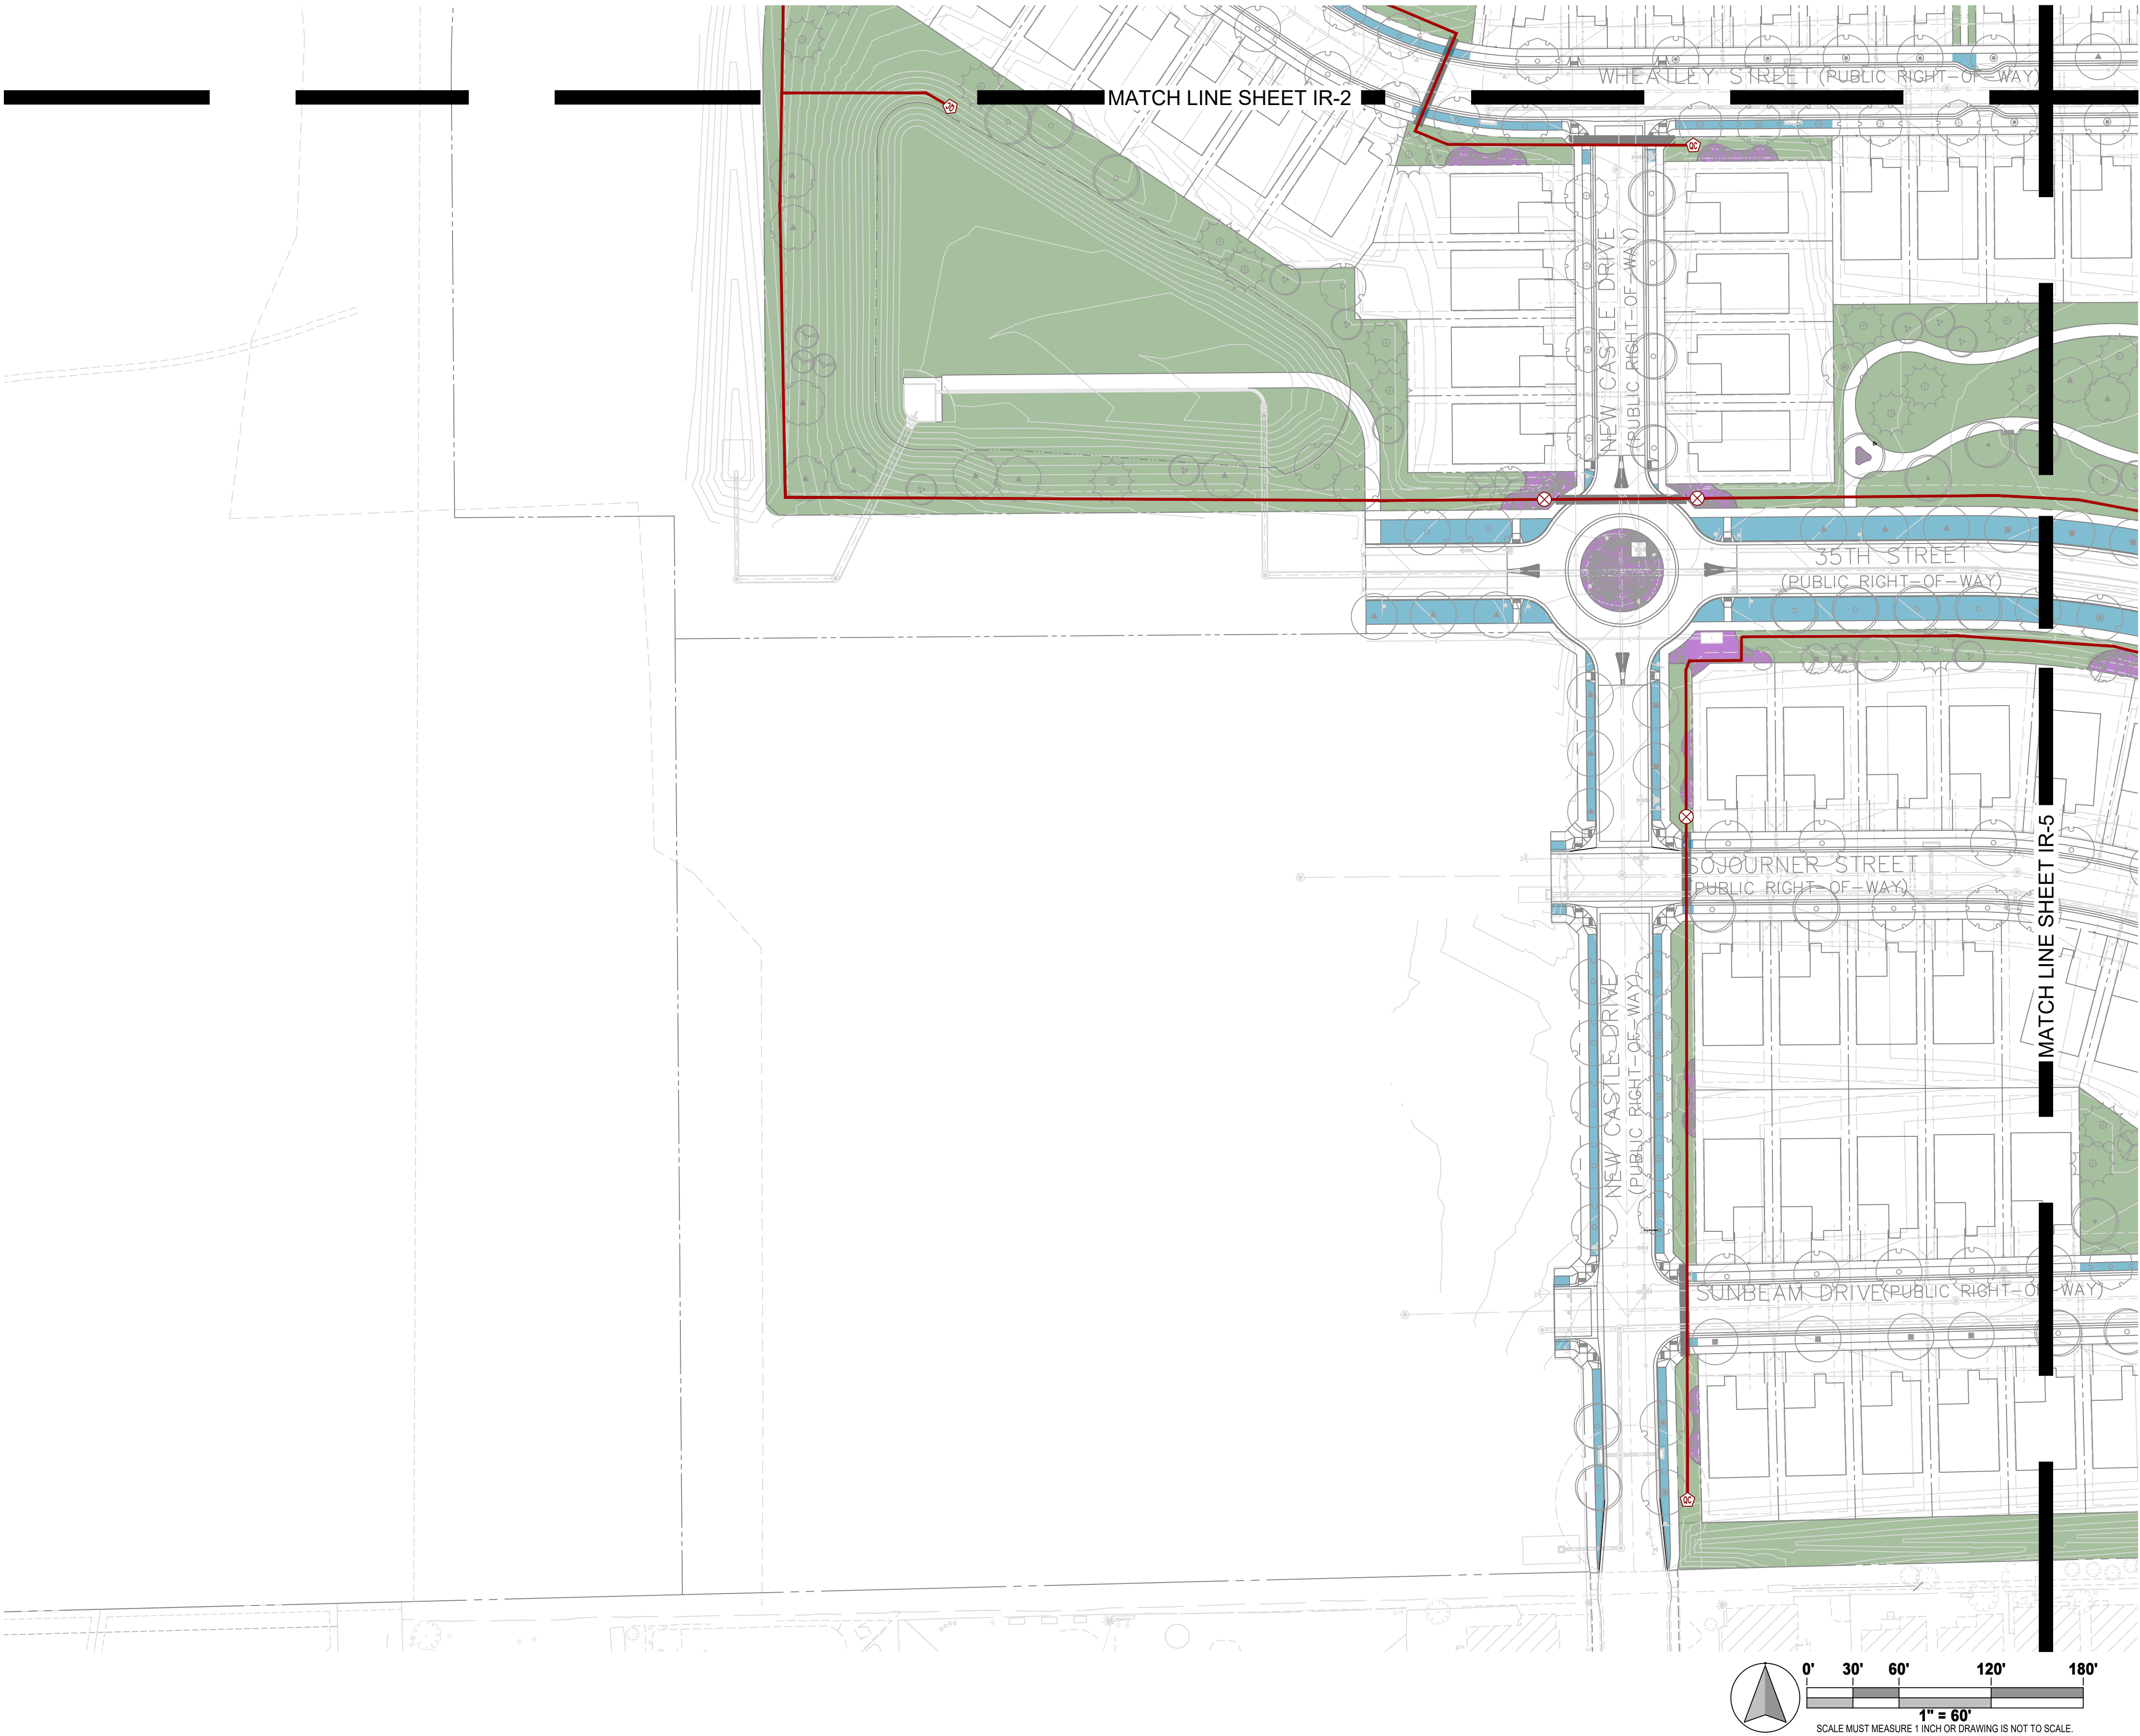 WHEATLEY STREET (PUBLIC RIGHT-OF-WAY)
MATCH LINE SHEET IR-2
QC
QC
NEW CASTLE DRIVE
(PUBLIC RIGHT-OF-WAY)
35TH STREET
(PUBLIC RIGHT-OF-WAY)
SOJOURNER STREET
(PUBLIC RIGHT-OF-WAY)
MATCH LINE SHEET IR-5
NEW CASTLE DRIVE
(PUBLIC RIGHT-OF-WAY)
SUNBEAM DRIVE(PUBLIC RIGHT-OF-WAY)
QC
0' 30' 60' 120' 180'
1" = 60'
SCALE MUST MEASURE 1 INCH OR DRAWING IS NOT TO SCALE.